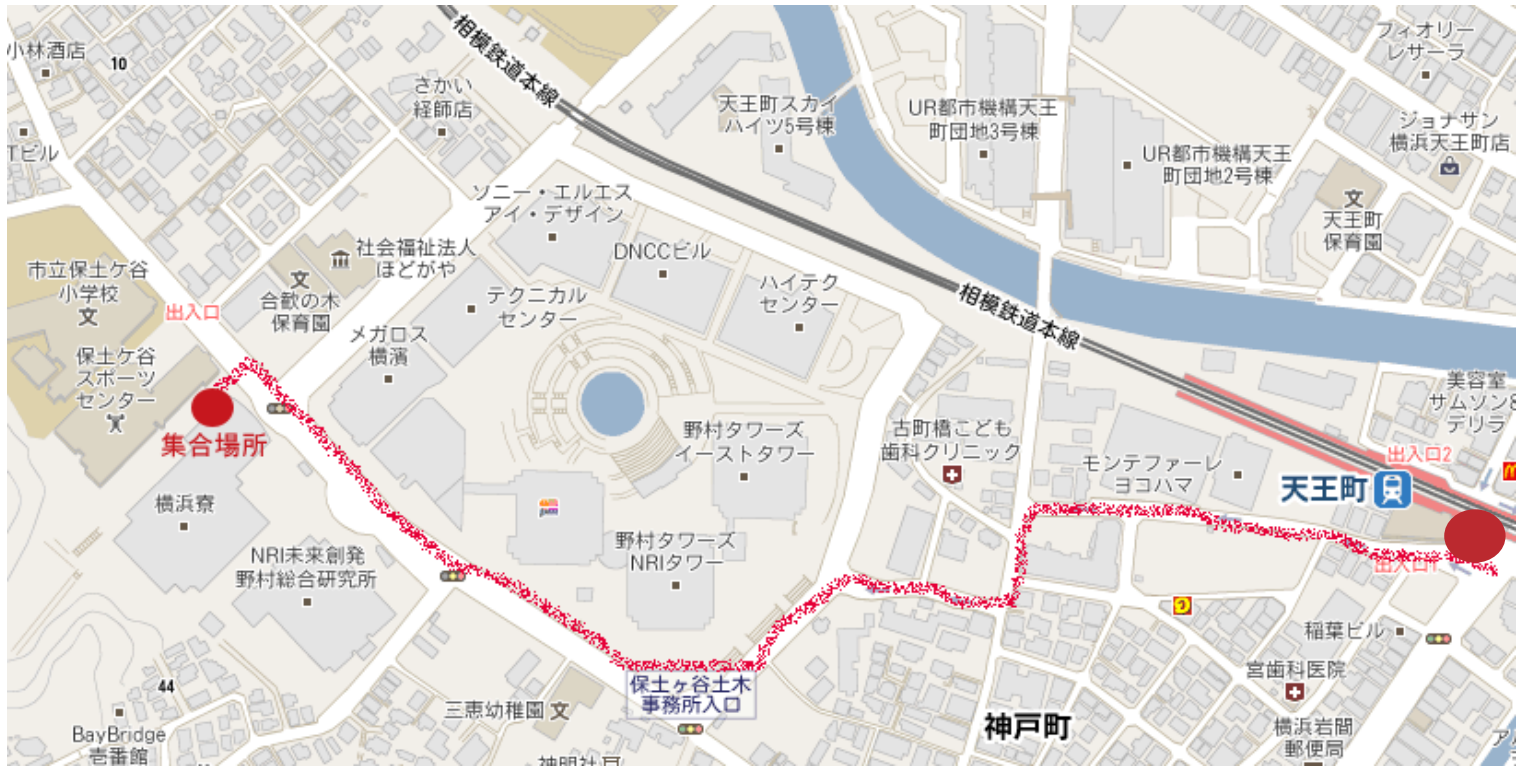 小林酒店
10
さかい
経師店
相模鉄道本線
天王町スカイ
ハイツ5号棟
UR都市機構天王
町団地3号棟
フィオリー
レサーラ
ジョナサン
横浜天王町店
UR都市機構天王
町団地2号棟
Tビル
ソニー・エルエス
アイ・デザイン
天王町
保育園
社会福祉法人
ほどがや
DNCCビル
市立保土ケ谷
小学校
出入口
合歓の木
保育園
テクニカル
センター
ハイテク
センター
相模鉄道本線
メガロス
横濱
保土ケ谷
スポーツ
センター
集合場所
美容室
サムソン&
デリラ
野村タワーズ
イーストタワー
古町橋こども
歯科クリニック
モンテファーレ
ヨコハマ
出入口2
天王町
横浜寮
am
pm
野村タワーズ
NRIタワー
NRI未来創発
野村総合研究所
出入口1
稲葉ビル
宮歯科医院
44
保土ヶ谷土木
事務所入口
三恵幼稚園
神戸町
BayBridge
壱番館
横浜岩間
郵便局
神明社